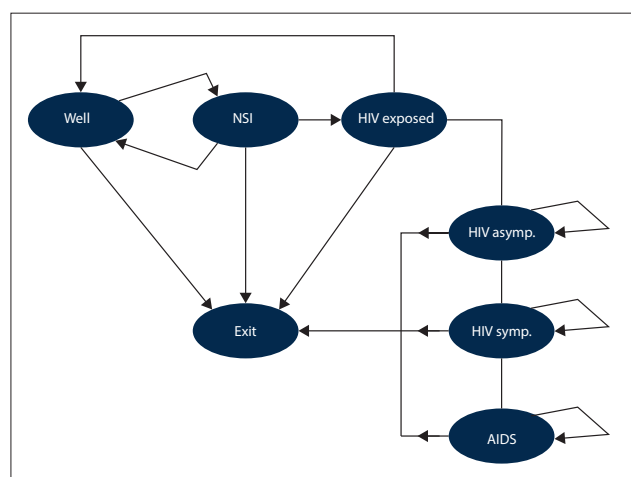 Well
NSI
HIV exposed
HIV asymp.
Exit
HIV symp.
AIDS